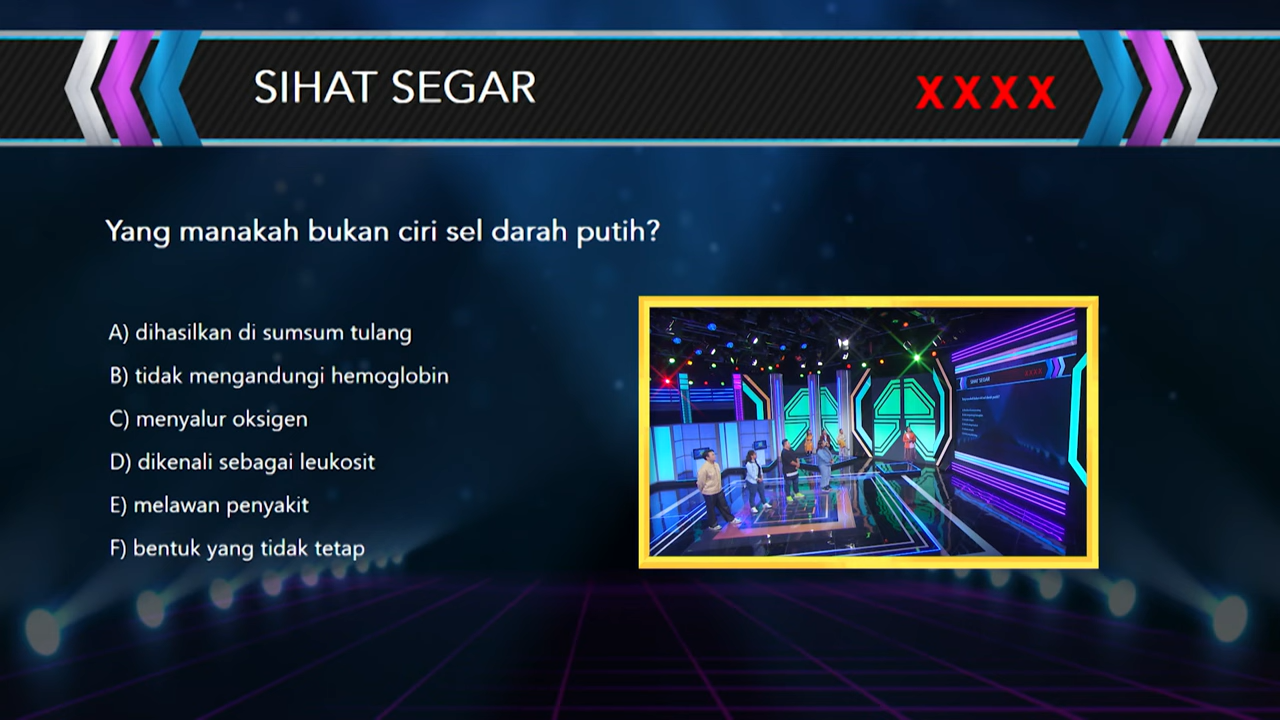 SIHAT SEGAR
X X X X
Yang manakah bukan ciri sel darah putih?
A) dihasilkan di sumsum tulang
B) tidak mengandungi hemoglobin
C) menyalur oksigen
D) dikenali sebagai leukosit
E) melawan penyakit
F) bentuk yang tidak tetap